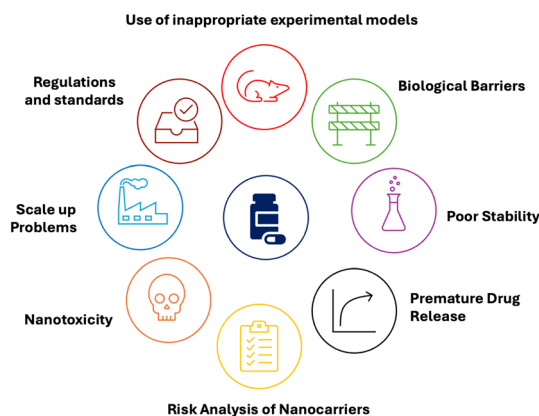 Use of inappropriate experimental models
Regulations
and standards
Biological Barriers
Scale up
Problems
Poor Stability
Nanotoxicity
Premature Drug
Release
Risk Analysis of Nanocarriers